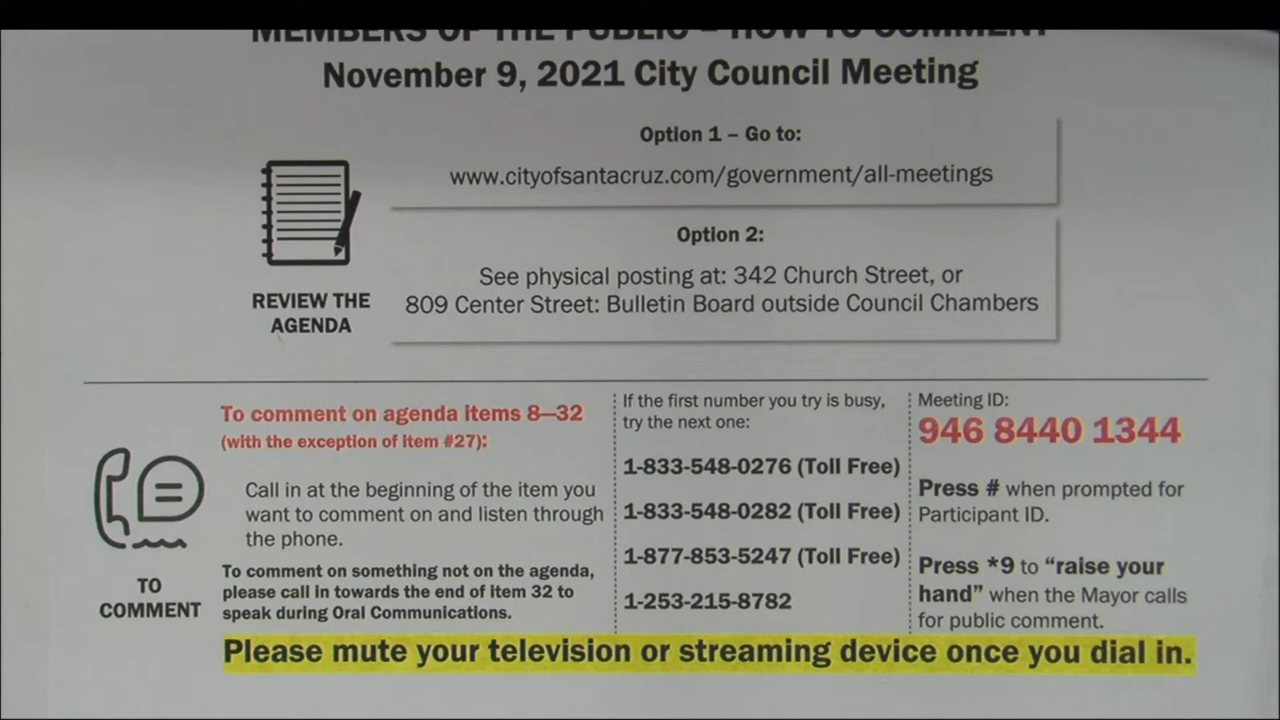 MEMBERS OF THE PUBLIC – HOW TO COMMENT
November 9, 2021 City Council Meeting
Option 1 – Go to:
www.cityofsantacruz.com/government/all-meetings
Option 2:
See physical posting at: 342 Church Street, or
809 Center Street: Bulletin Board outside Council Chambers
REVIEW THE
AGENDA
To comment on agenda items 8–32
(with the exception of item #27):
Call in at the beginning of the item you
want to comment on and listen through
the phone.
To comment on something not on the agenda,
please call in towards the end of item 32 to
speak during Oral Communications.
TO
COMMENT
If the first number you try is busy,
try the next one:
1-833-548-0276 (Toll Free)
1-833-548-0282 (Toll Free)
1-877-853-5247 (Toll Free)
1-253-215-8782
Meeting ID:
946 8440 1344
Press # when prompted for
Participant ID.
Press *9 to “raise your
hand” when the Mayor calls
for public comment.
Please mute your television or streaming device once you dial in.